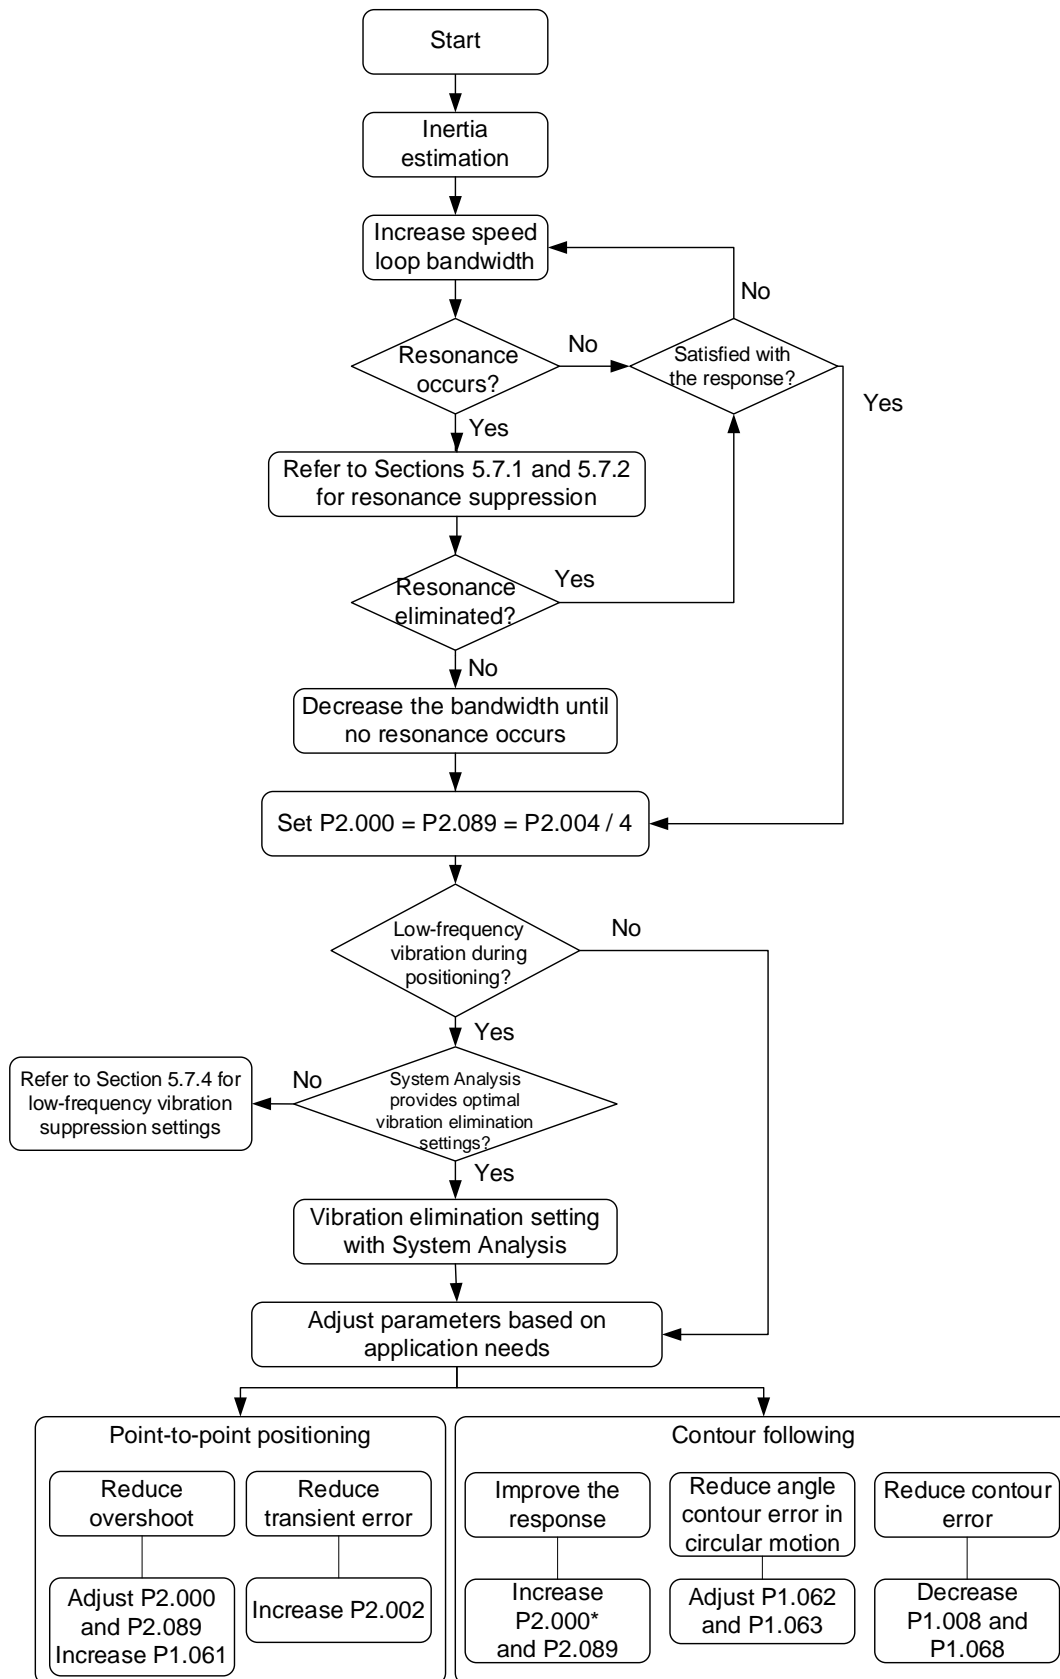 Start
Inertia
estimation
Increase speed
loop bandwidth
No
Resonance
occurs?
No
Satisfied with
the response?
Yes
Yes
Refer to Sections 5.7.1 and 5.7.2
for resonance suppression
Resonance
eliminated?
Yes
No
Decrease the bandwidth until
no resonance occurs
Set P2.000 = P2.089 = P2.004 / 4
Low-frequency
vibration during
positioning?
No
Yes
Refer to Section 5.7.4 for
low-frequency vibration
suppression settings
No
System Analysis
provides optimal
vibration elimination
settings?
Yes
Vibration elimination setting
with System Analysis
Adjust parameters based on
application needs
Point-to-point positioning
Reduce
overshoot
Reduce
transient error
Adjust P2.000
and P2.089
Increase P1.061
Increase P2.002
Contour following
Improve the
response
Reduce angle
contour error in
circular motion
Reduce contour
error
Increase
P2.000*
and P2.089
Adjust P1.062
and P1.063
Decrease
P1.008 and
P1.068